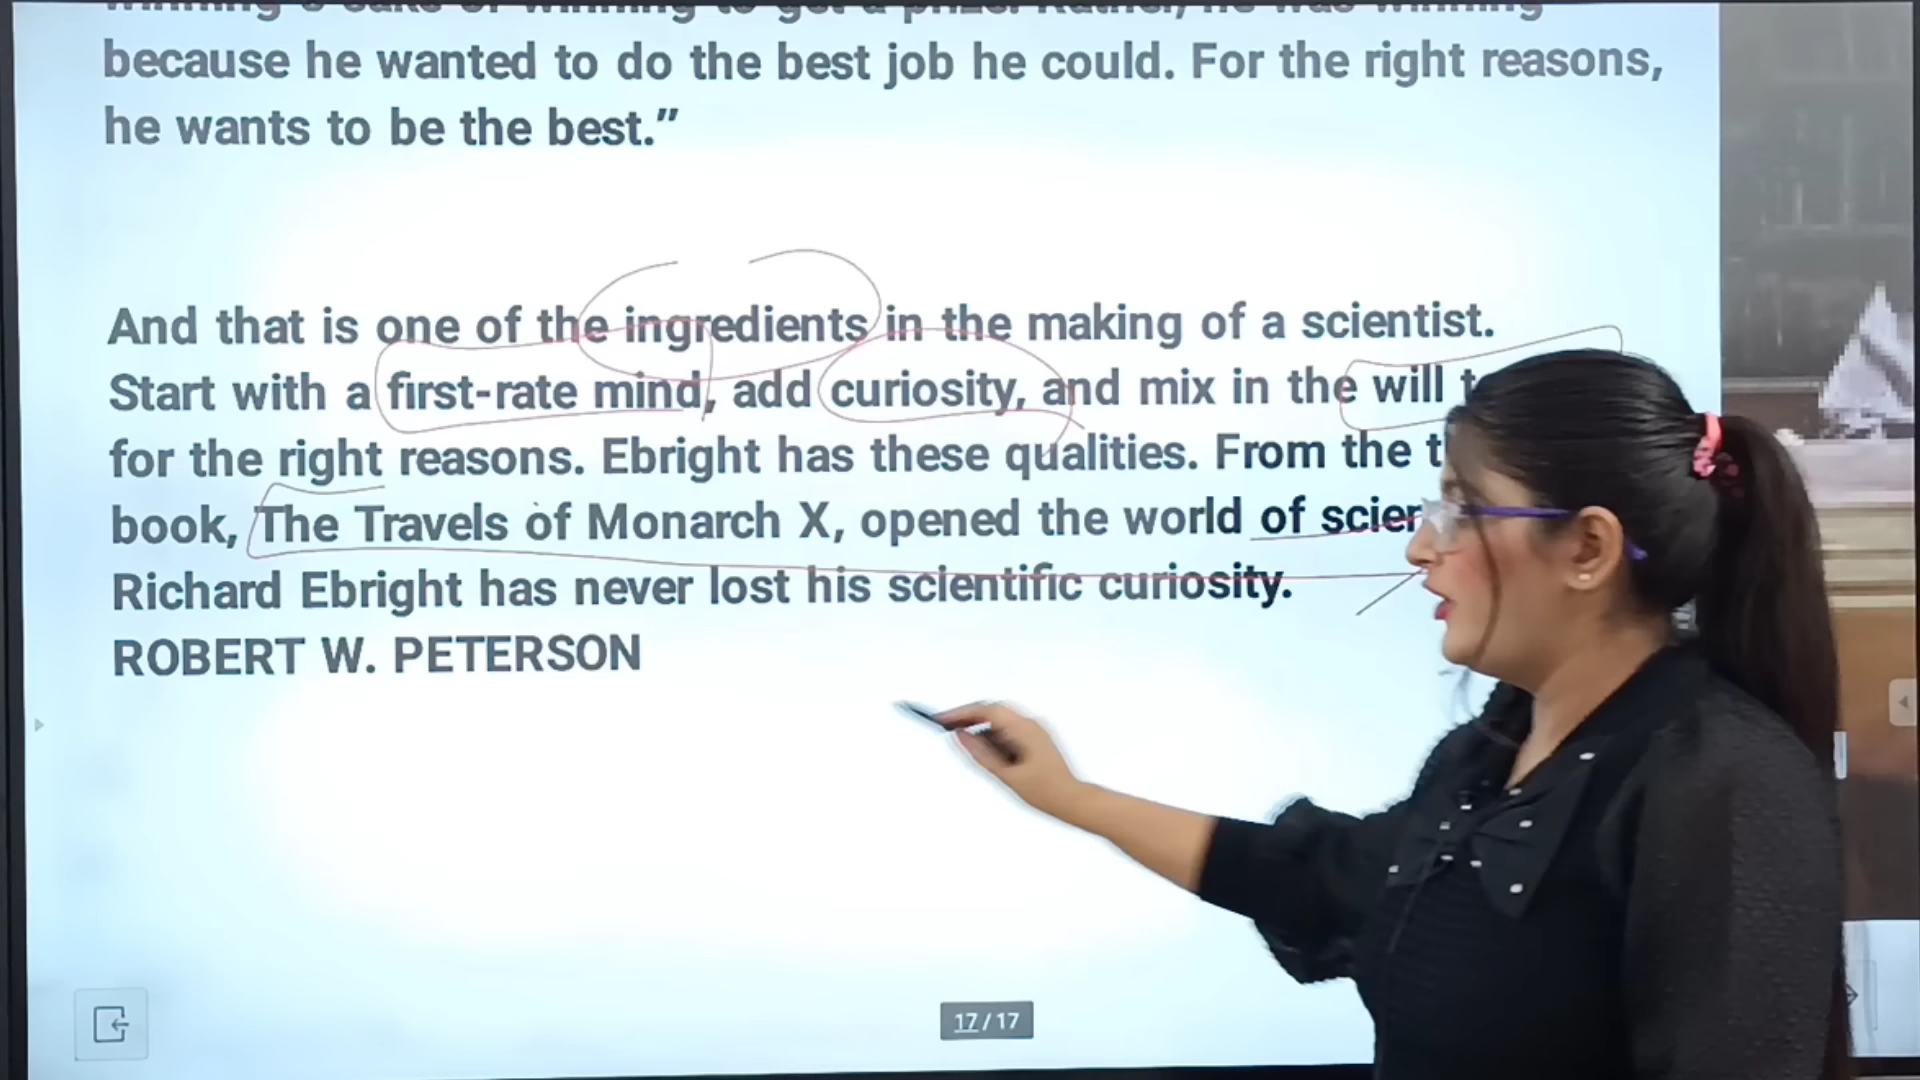 because he wanted to do the best job he could. For the right reasons,
he wants to be the best.”
And that is one of the ingredients in the making of a scientist.
Start with a first-rate mind, add curiosity, and mix in the will
for the right reasons. Ebright has these qualities. From the
book, The Travels of Monarch X, opened the world of
Richard Ebright has never lost his scientific curiosity.
ROBERT W. PETERSON
17/17